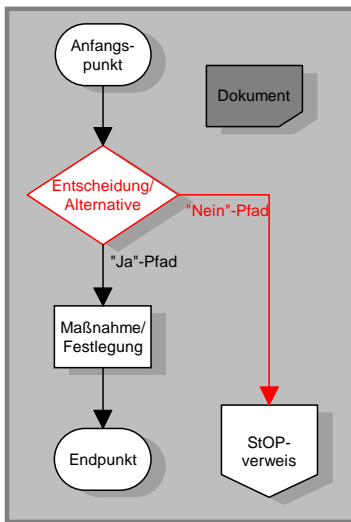 Anfangs-
punkt
Dokument
Entscheidung/
Alternative
"Nein"-Pfad
"Ja"-Pfad
Maßnahme/
Festlegung
Endpunkt
StOP-
verweis